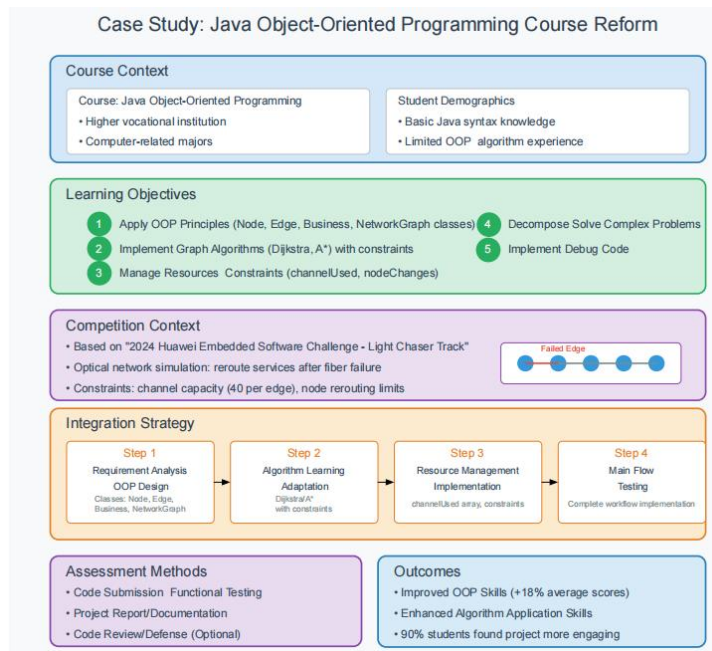 Case Study: Java Object-Oriented Programming Course Reform
Course Context
Course: Java Object-Oriented Programming
• Higher vocational institution
• Computer-related majors
Student Demographics
• Basic Java syntax knowledge
• Limited OOP algorithm experience
Learning Objectives
1 Apply OOP Principles (Node, Edge, Business, NetworkGraph classes)
2 Implement Graph Algorithms (Dijkstra, A*) with constraints
3 Manage Resources Constraints (channelUsed, nodeChanges)
4 Decompose Solve Complex Problems
5 Implement Debug Code
Competition Context
• Based on "2024 Huawei Embedded Software Challenge - Light Chaser Track"
• Optical network simulation: reroute services after fiber failure
• Constraints: channel capacity (40 per edge), node rerouting limits
Failed Edge
Integration Strategy
Step 1
Requirement Analysis
OOP Design
Classes: Node, Edge,
Business, NetworkGraph
Step 2
Algorithm Learning
Adaptation
Dijkstra/A*
with constraints
Step 3
Resource Management
Implementation
channelUsed array, constraints
Step 4
Main Flow
Testing
Complete workflow implementation
Assessment Methods
• Code Submission Functional Testing
• Project Report/Documentation
• Code Review/Defense (Optional)
Outcomes
• Improved OOP Skills (+18% average scores)
• Enhanced Algorithm Application Skills
• 90% students found project more engaging